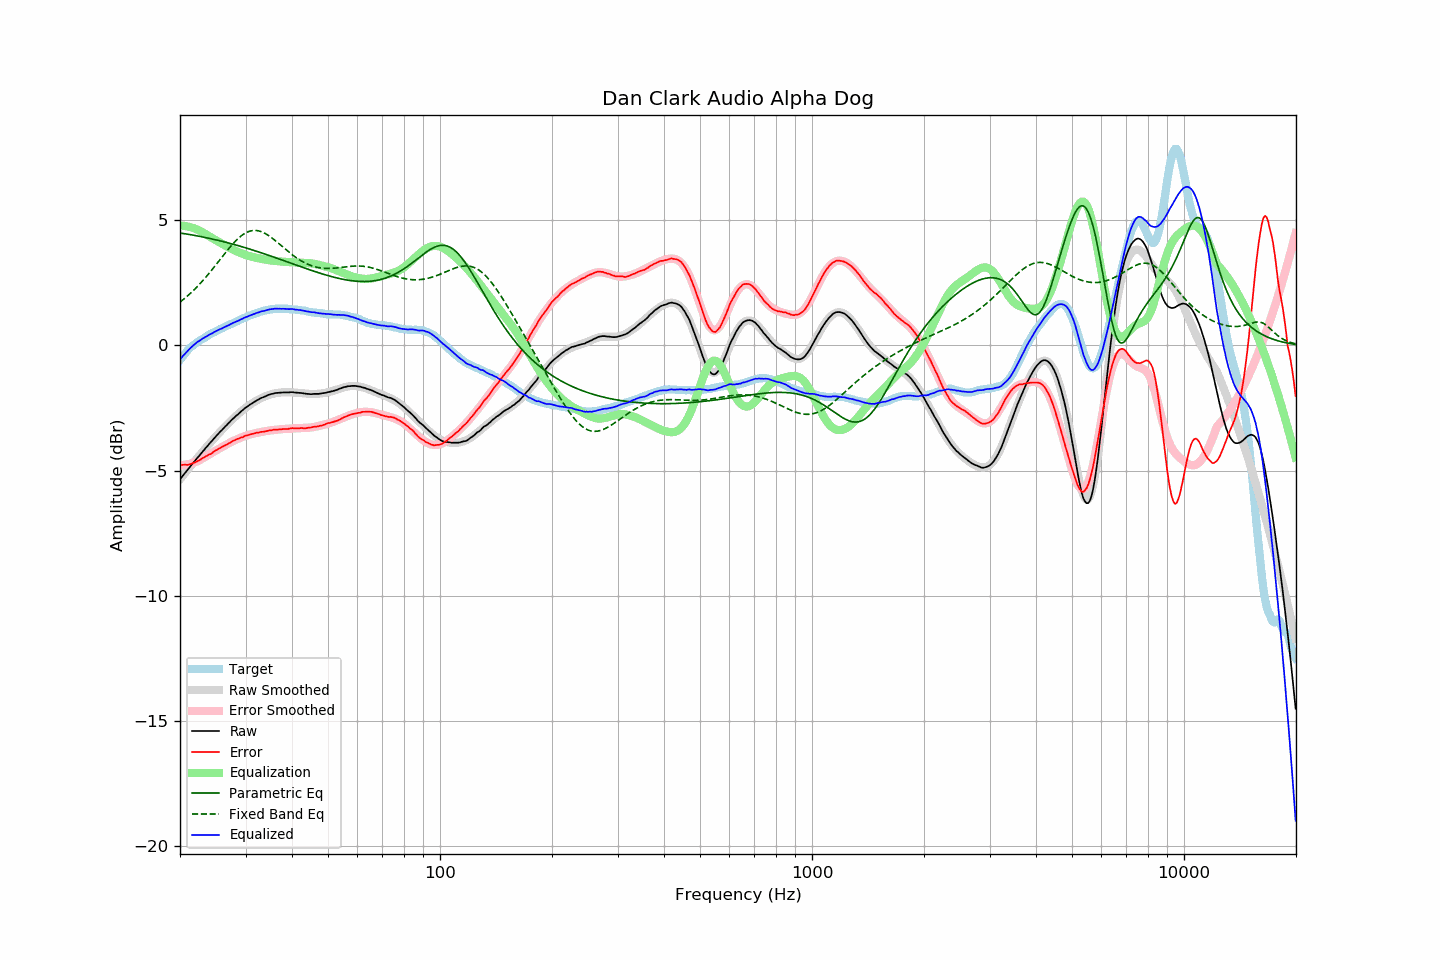 Dan Clark Audio Alpha Dog
Amplitude (dBr)
5
0
−5
−10
−15
−20
Target
Raw Smoothed
Error Smoothed
Raw
Error
Equalization
Parametric Eq
Fixed Band Eq
Equalized
100
1000
10000
Frequency (Hz)